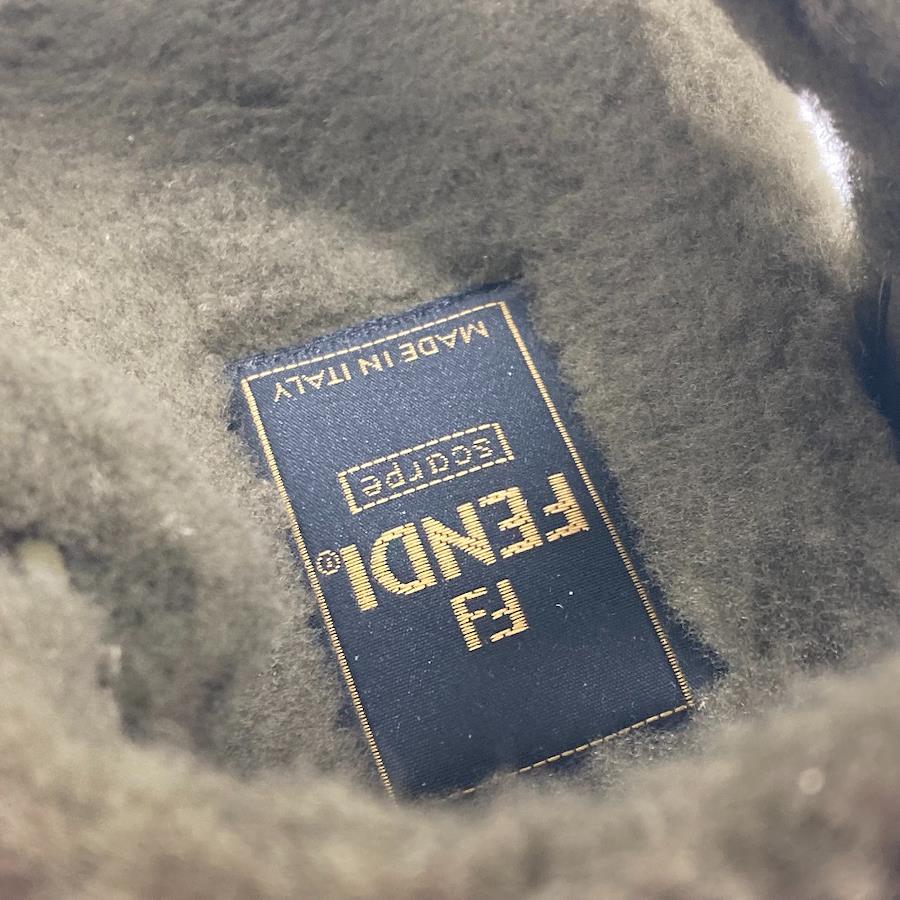 FF
FENDI®
scarpe
MADE IN ITALY